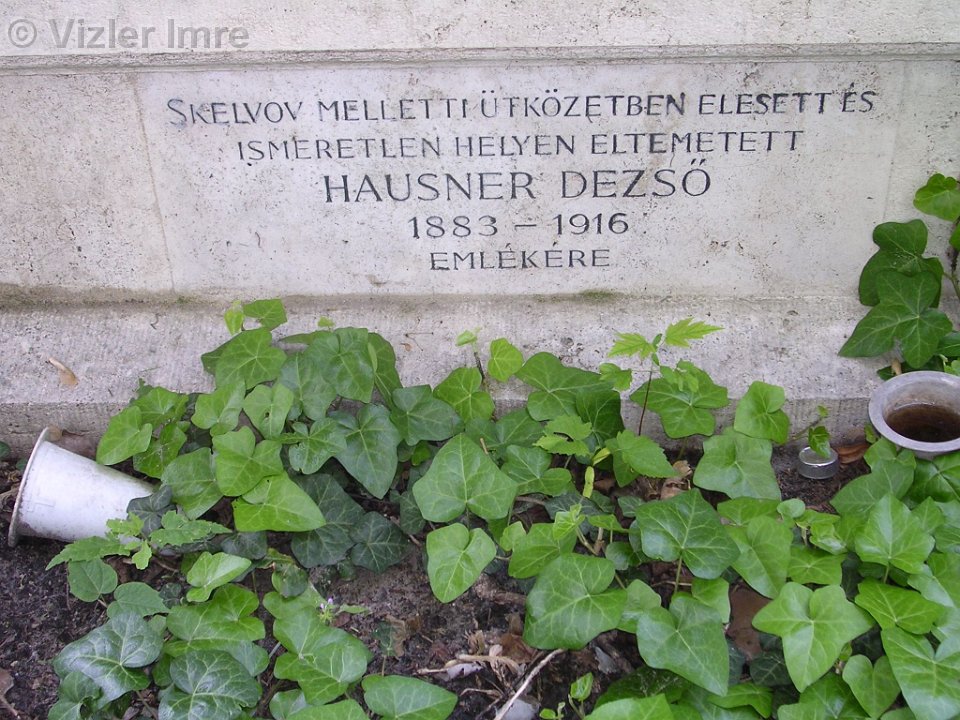 © Vizler Imre
SKELVOV MELLETTI ÜTKÖZETBEN ELESETT ÉS
ISMERETLEN HELYEN ELTEMETETT
HAUSNER DEZSŐ
1883 – 1916
EMLÉKÉRE